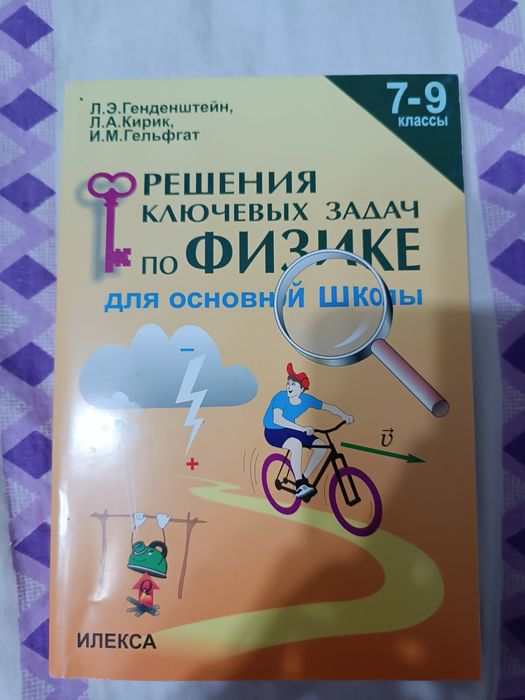 Л.Э.Генденштейн,
Л.А.Кирик,
И.М.Гельфгат
7-9
классы
РЕШЕНИЯ
КЛЮЧЕВЫХ ЗАДАЧ
ПО ФИЗИКЕ
для основной школы
−
+
v⃗
Q
ИЛЕКСА